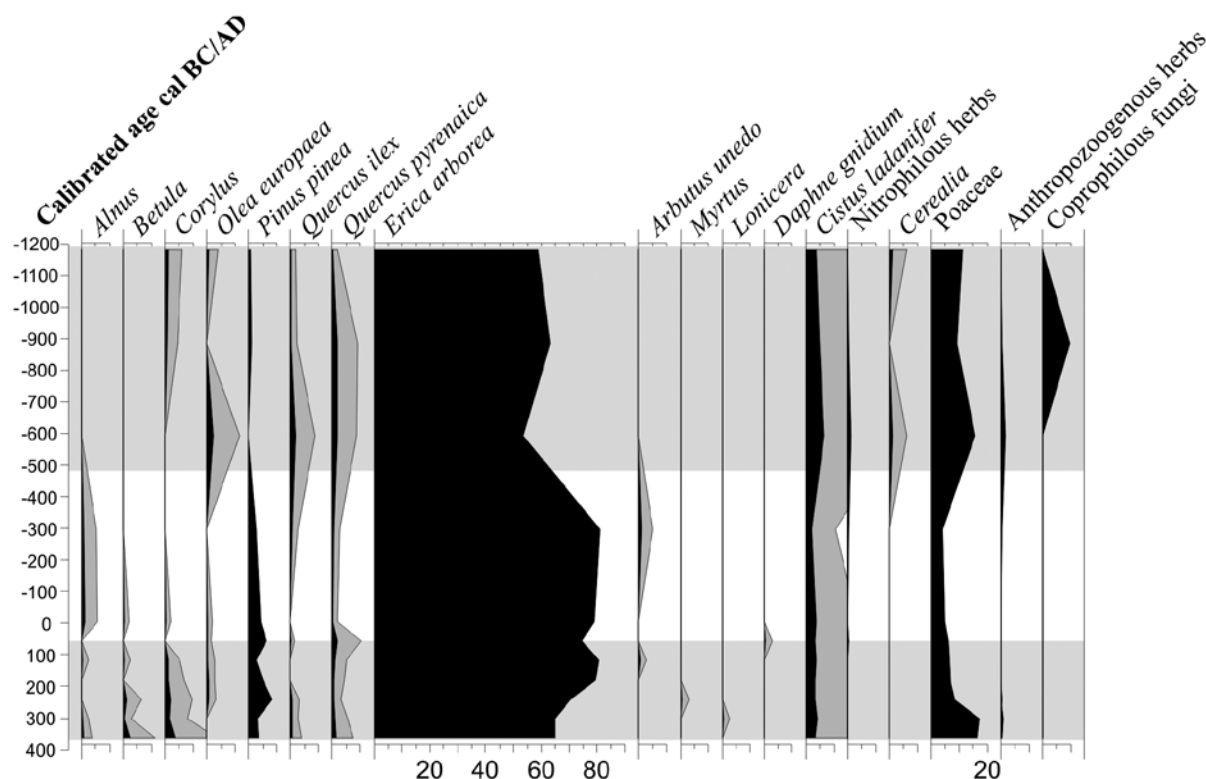 Calibrated age cal BC/AD
Alnus
Betula
Corylus
Olea europaea
Pinus pinea
Quercus ilex
Quercus pyrenaica
Erica arborea
Arbutus unedo
Myrtus
Lonicera
Daphne gnidium
Cistus ladanifer
Nitrophilous herbs
Cerealia
Poaceae
Anthropozoogenous herbs
Coprophilous fungi
-1200
-1100
-1000
-900
-800
-700
-600
-500
-400
-300
-200
-100
0
100
200
300
400
20 40 60 80 20